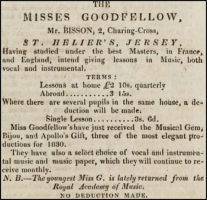 THE
MISSES GOODFELLOW,
Mr. BISSON, 2, Charing-Cross,
ST. HELIER'S, JERSEY,
Having studied under the best Masters, in France,
and England, intend giving lessons in Music, both
vocal and instrumental.
TERMS:
Lessons at home £2 10s. quarterly
Abroad.......... 3 15s.
Where there are several pupils in the same house, a de-
duction will be made.
Single Lesson............3s. 6d.
Miss Goodfellow's have just received the Musical Gem,
Bijou, and Apollo's Gift, three of the most elegant pro-
ductions for 1830.
They have also a select choice of vocal and instrumen-
tal music and music paper, which they will continue to re-
ceive monthly.
N. B.—The youngest Miss G. is lately returned from the
Royal Academy of Music.
NO DEDUCTION MADE.